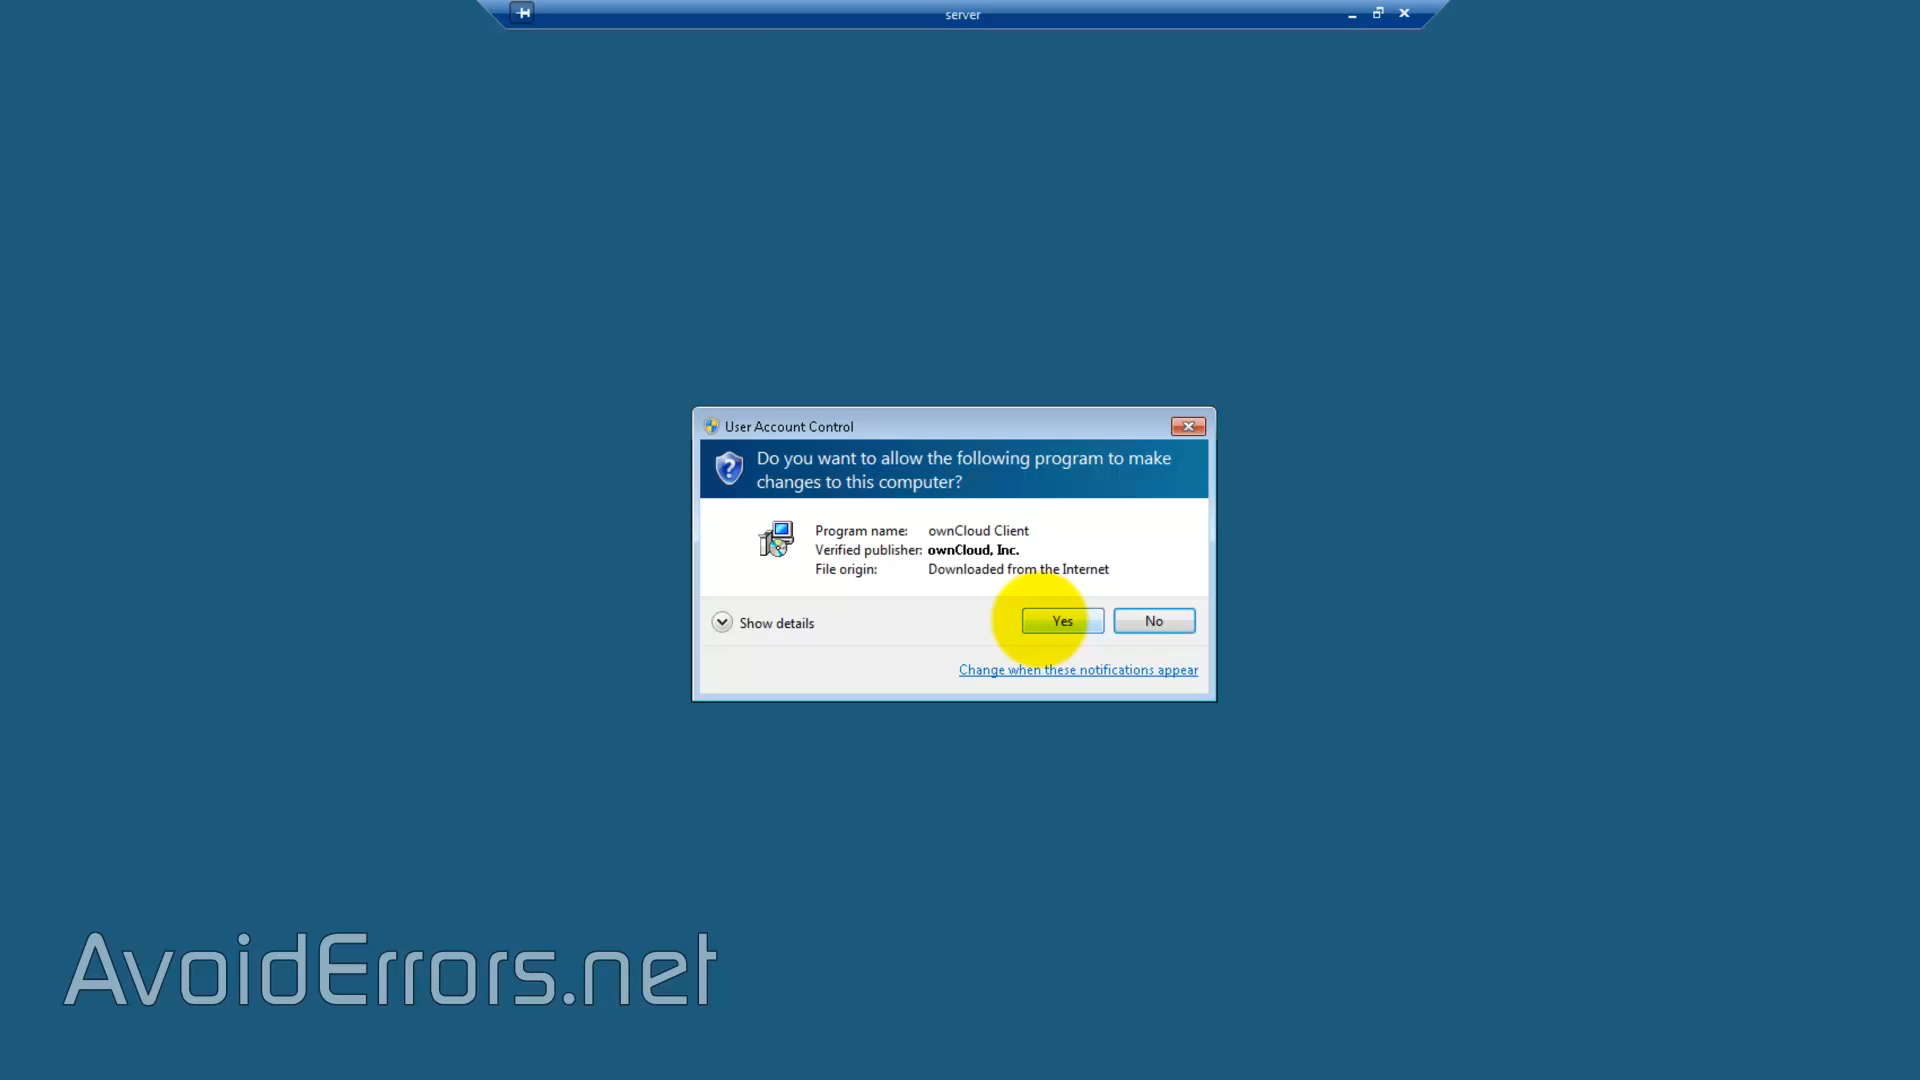 server
User Account Control
Do you want to allow the following program to make
changes to this computer?
Program name: ownCloud Client
Verified publisher: ownCloud, Inc.
File origin: Downloaded from the Internet
Show details
Yes
No
Change when these notifications appear
AvoidErrors.net